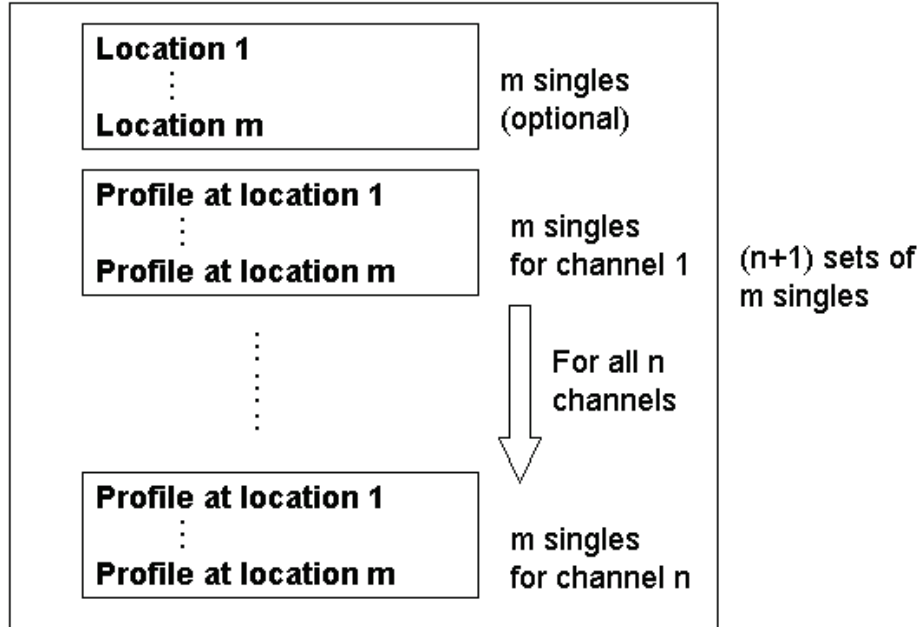 Location 1
Location m
m singles
(optional)
Profile at location 1
Profile at location m
m singles
for channel 1
(n+1) sets of
m singles
For all n
channels
Profile at location 1
Profile at location m
m singles
for channel n